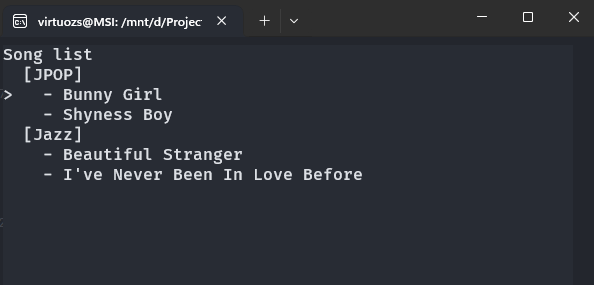 virtuozs@MSI: /mnt/d/Project
Song list
[JPOP]
> - Bunny Girl
- Shyness Boy
[Jazz]
- Beautiful Stranger
- I've Never Been In Love Before